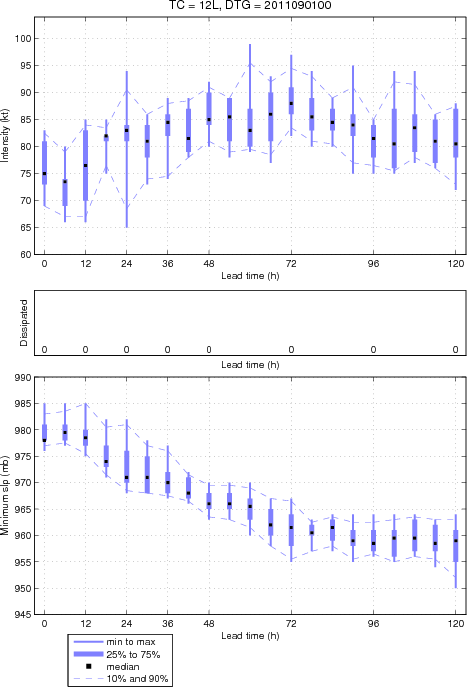 TC = 12L, DTG = 2011090100
100
95
90
85
80
75
70
65
60
Intensity (kt)
0 12 24 36 48 72 96 120
Lead time (h)
Dissipated
0 0 0 0 0 0 0 0
Lead time (h)
990
985
980
975
970
965
960
955
950
945
Minimum slp (mb)
0 12 24 36 48 72 96 120
Lead time (h)
min to max
25% to 75%
median
10% and 90%